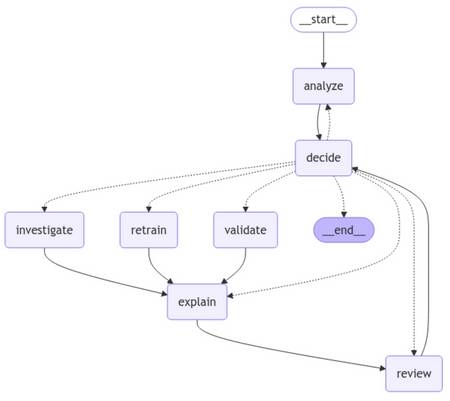 __start__
analyze
decide
investigate
retrain
validate
__end__
explain
review